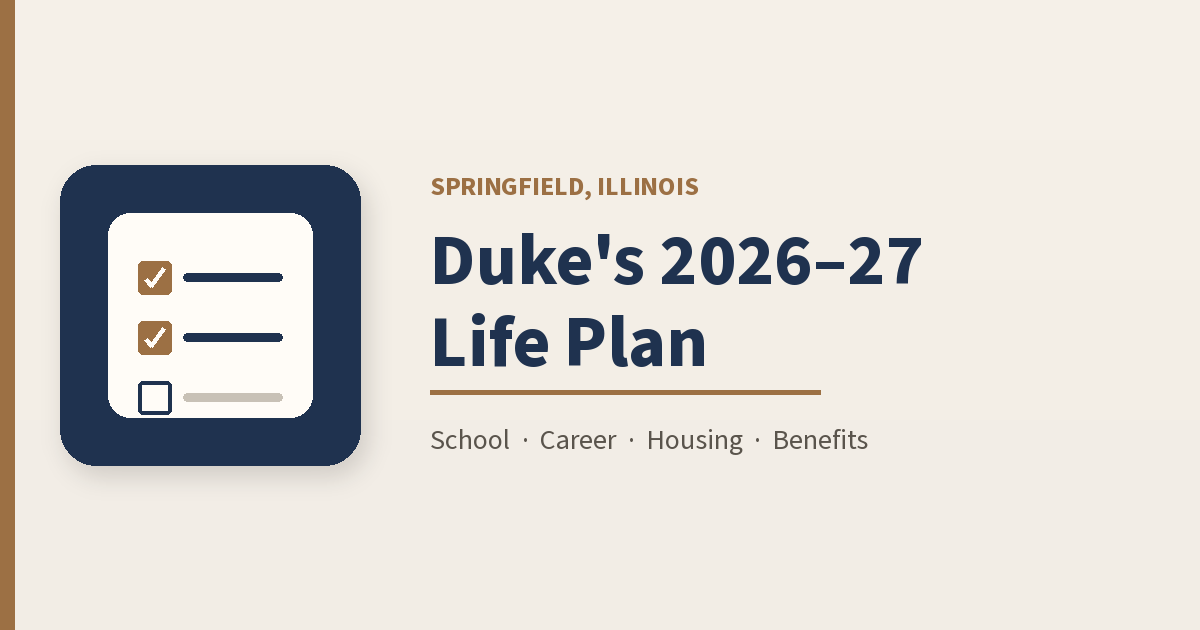 SPRINGFIELD, ILLINOIS
Duke's 2026–27
Life Plan
School · Career · Housing · Benefits